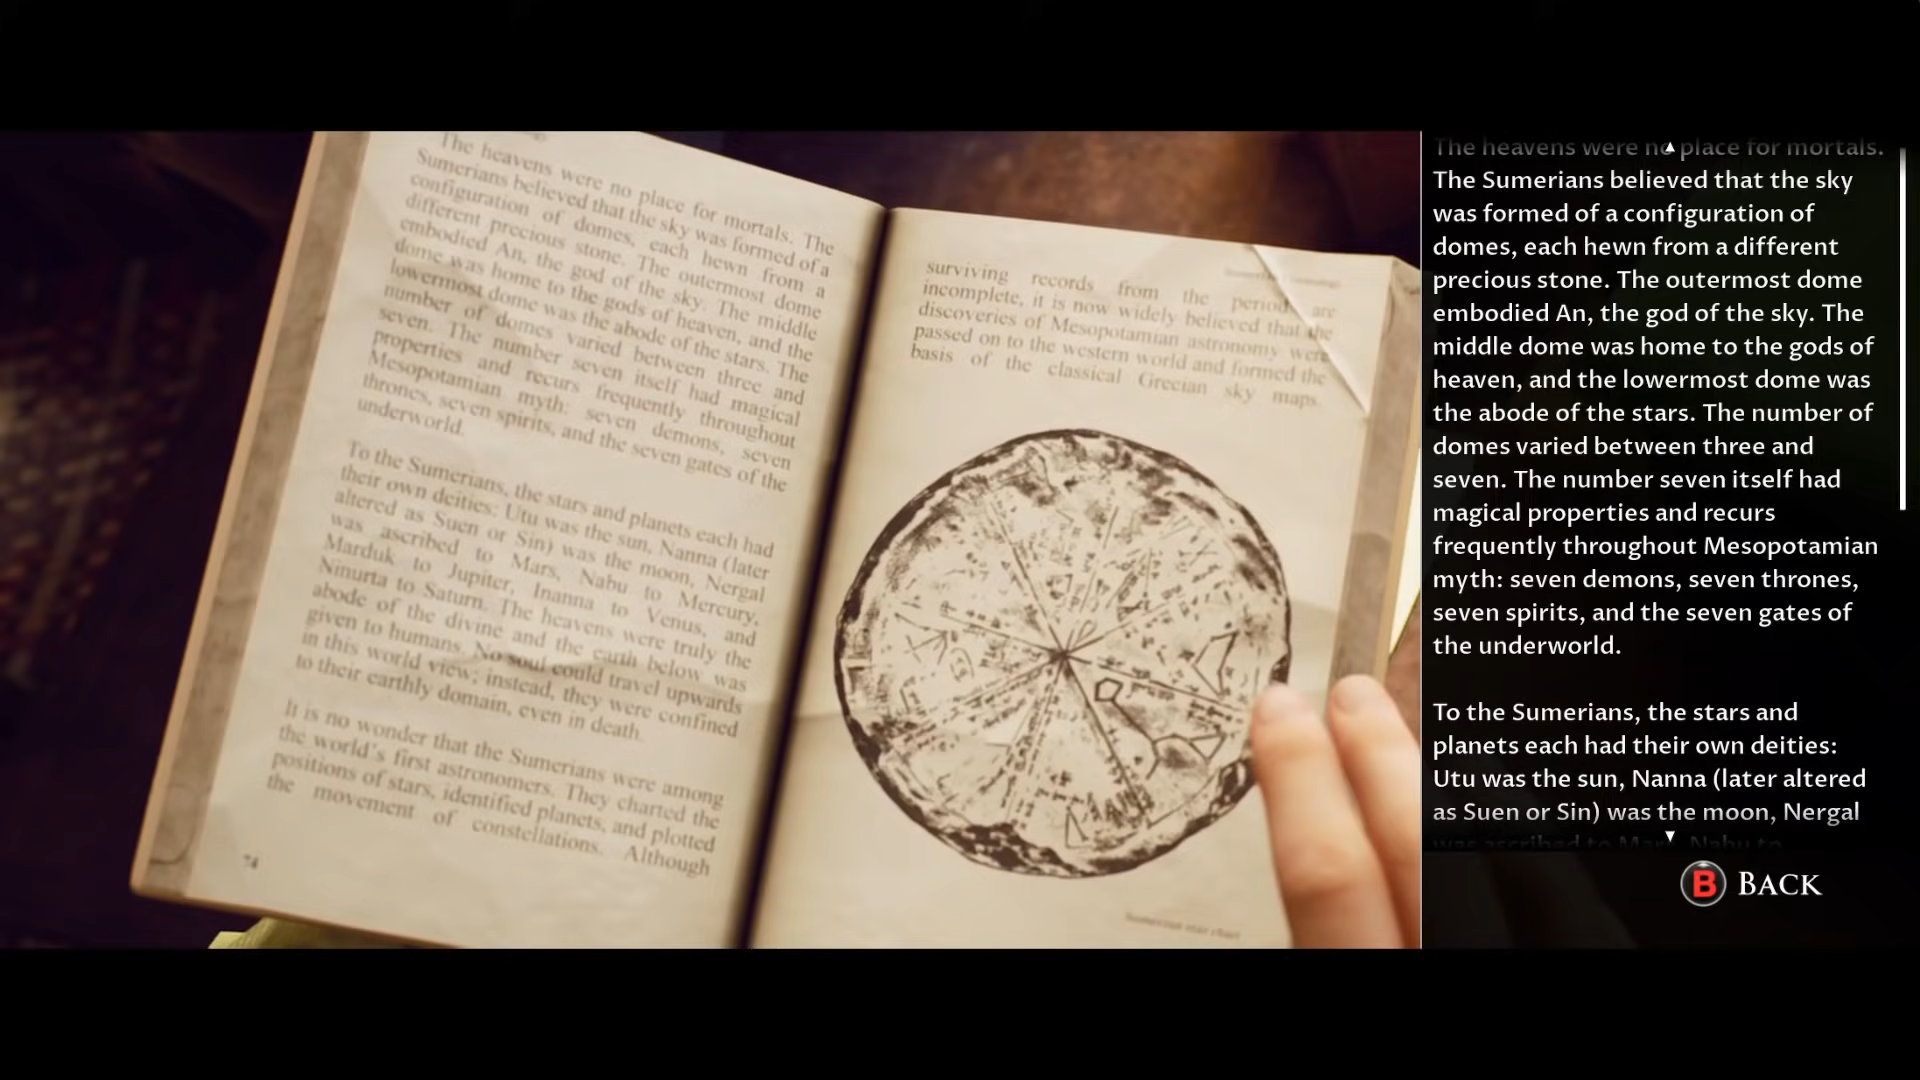 The heavens were no place for mortals. The
Sumerians believed that the sky was formed of a
configuration of domes, each hewn from a
different precious stone. The outermost dome
embodied An, the god of the sky. The middle
dome was home to the gods of heaven, and the
lowermost dome was the abode of the stars. The
number of domes varied between three and
seven. The number seven itself had magical
properties and recurs frequently throughout
Mesopotamian myth: seven demons, seven
thrones, seven spirits, and the seven gates of the
underworld.
To the Sumerians, the stars and planets each had
their own deities: Utu was the sun, Nanna (later
altered as Suen or Sin) was the moon, Nergal
was ascribed to Mars, Nabu to Mercury,
Marduk to Jupiter, Inanna to Venus, and
Ninurta to Saturn. The heavens were truly the
abode of the divine and the earth below was
given to humans. No soul could travel upwards
in this world view; instead, they were confined
to their earthly domain, even in death.
It is no wonder that the Sumerians were among
the world's first astronomers. They charted the
positions of stars, identified planets, and plotted
the movement of constellations. Although
74
surviving records from the period are
incomplete, it is now widely believed that the
discoveries of Mesopotamian astronomy were
passed on to the western world and formed the
basis of the classical Grecian sky maps.
Sumerian star chart
The heavens were no place for mortals.
The Sumerians believed that the sky
was formed of a configuration of
domes, each hewn from a different
precious stone. The outermost dome
embodied An, the god of the sky. The
middle dome was home to the gods of
heaven, and the lowermost dome was
the abode of the stars. The number of
domes varied between three and
seven. The number seven itself had
magical properties and recurs
frequently throughout Mesopotamian
myth: seven demons, seven thrones,
seven spirits, and the seven gates of
the underworld.
To the Sumerians, the stars and
planets each had their own deities:
Utu was the sun, Nanna (later altered
as Suen or Sin) was the moon, Nergal
was ascribed to Mars, Nabu to
B BACK